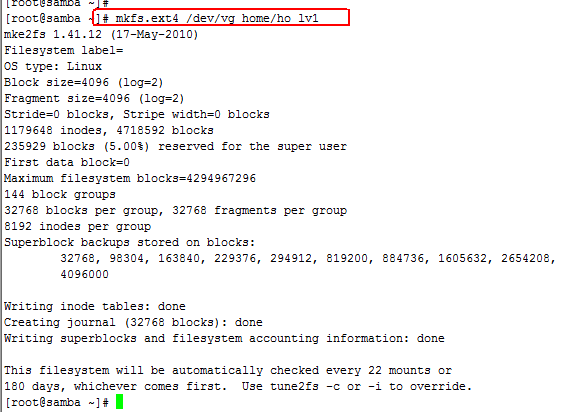 [root@samba ~]#
[root@samba ~]# mkfs.ext4 /dev/vg home/ho lv1
mke2fs 1.41.12 (17-May-2010)
Filesystem label=
OS type: Linux
Block size=4096 (log=2)
Fragment size=4096 (log=2)
Stride=0 blocks, Stripe width=0 blocks
1179648 inodes, 4718592 blocks
235929 blocks (5.00%) reserved for the super user
First data block=0
Maximum filesystem blocks=4294967296
144 block groups
32768 blocks per group, 32768 fragments per group
8192 inodes per group
Superblock backups stored on blocks:
32768, 98304, 163840, 229376, 294912, 819200, 884736, 1605632, 2654208,
4096000
Writing inode tables: done
Creating journal (32768 blocks): done
Writing superblocks and filesystem accounting information: done
This filesystem will be automatically checked every 22 mounts or
180 days, whichever comes first.  Use tune2fs -c or -i to override.
[root@samba ~]#